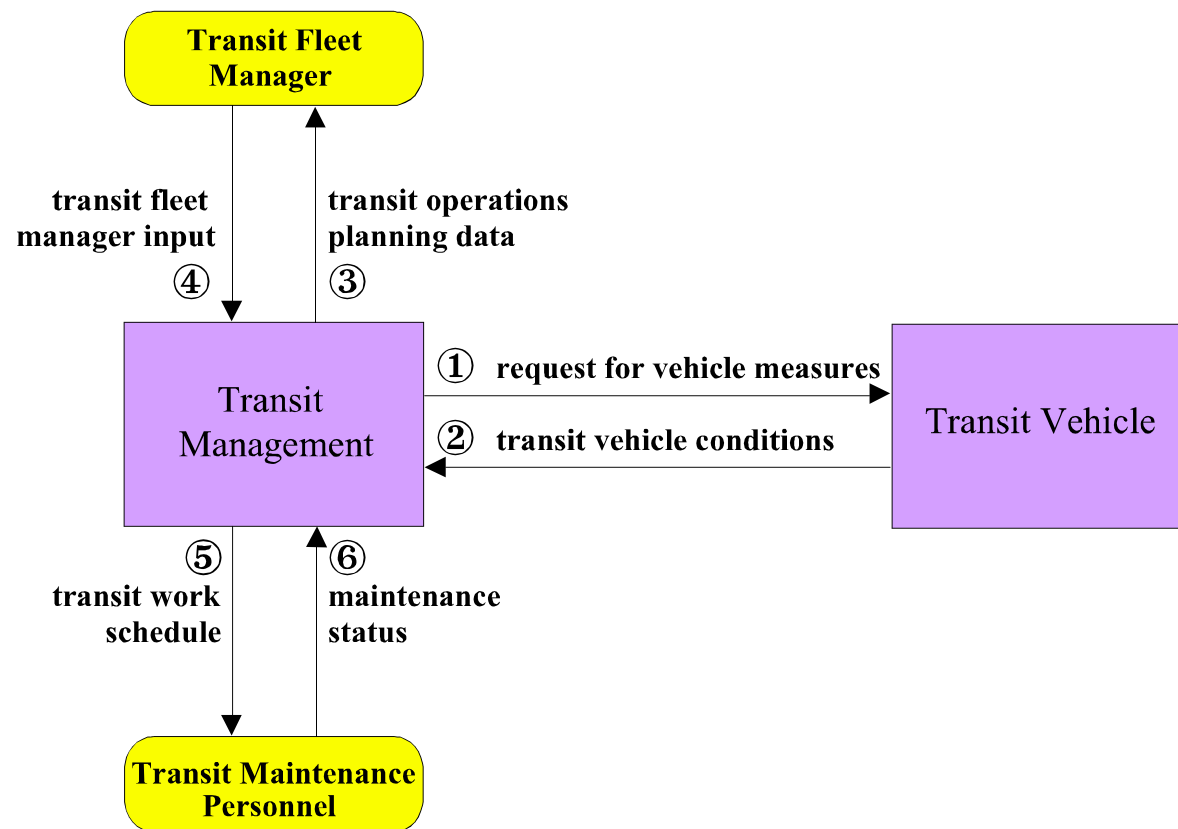 Transit Fleet
Manager
transit fleet
manager input
④
transit operations
planning data
③
Transit
Management
① request for vehicle measures
② transit vehicle conditions
Transit Vehicle
⑤
transit work
schedule
⑥
maintenance
status
Transit Maintenance
Personnel